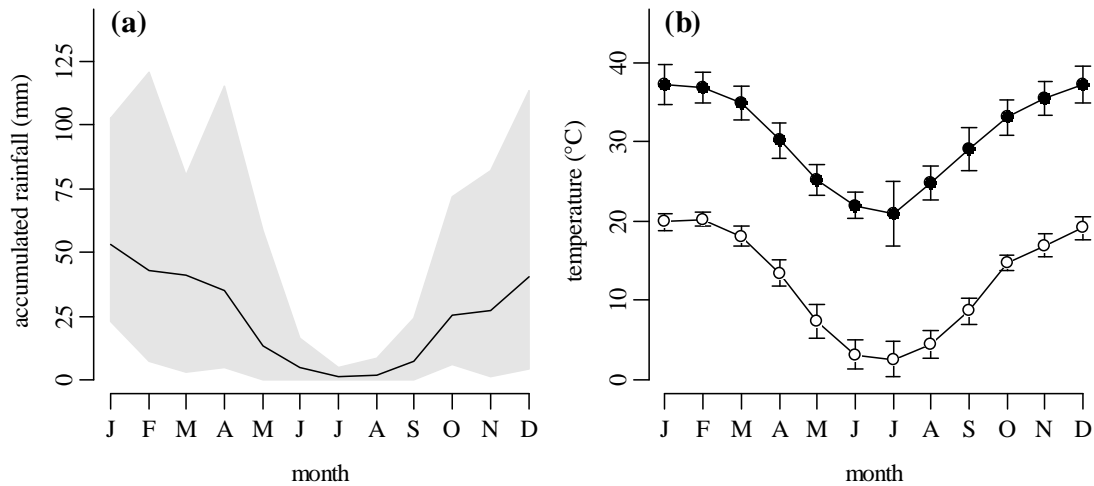 (a)
accumulated rainfall (mm)
125
100
75
50
25
0
J F M A M J J A S O N D
month
(b)
temperature (°C)
40
30
20
10
0
J F M A M J J A S O N D
month